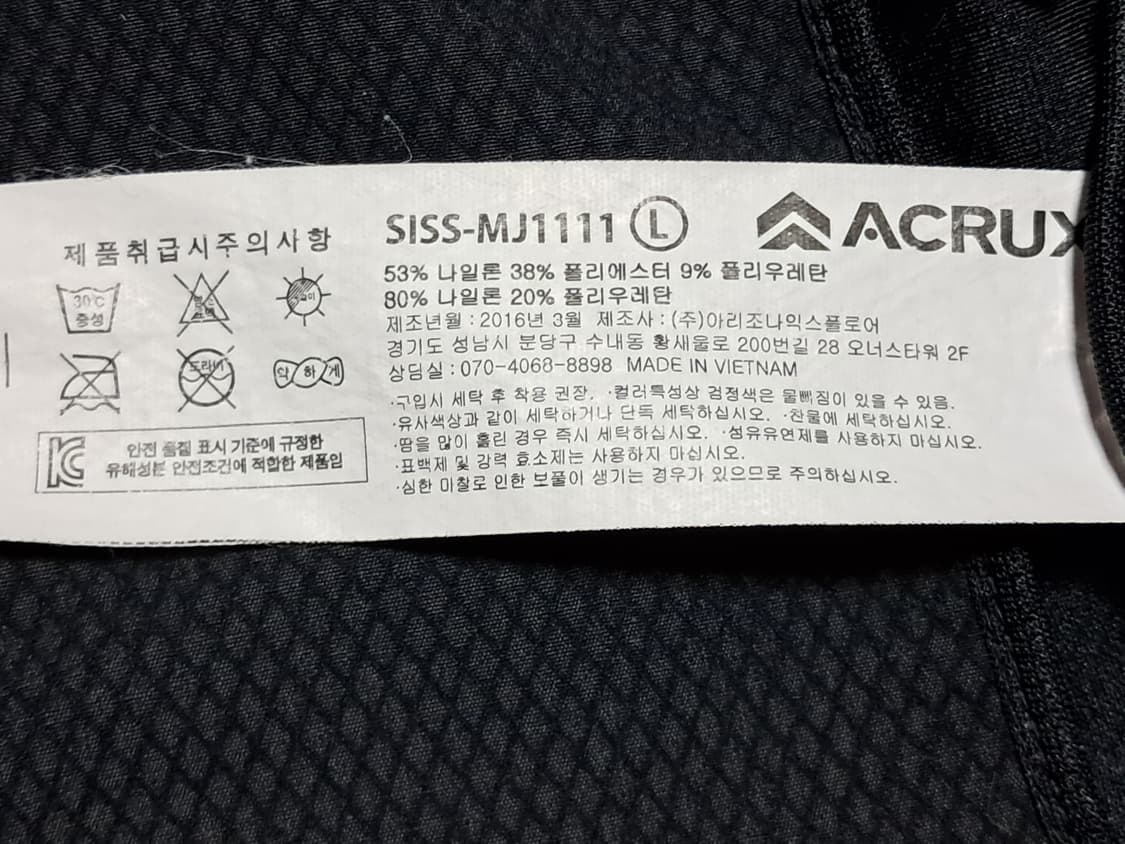 제품취급시주의사항
30℃
중성
염소
표백
옷걸이
드라이
약하게
KC
안전 품질 표시 기준에 규정한
유해성분 안전조건에 적합한 제품임
SISS-MJ1111 L
ACRUX
53% 나일론 38% 폴리에스터 9% 폴리우레탄
80% 나일론 20% 폴리우레탄
제조년월 : 2016년 3월 제조사 : (주)아리조나익스플로어
경기도 성남시 분당구 수내동 황새울로 200번길 28 오너스타워 2F
상담실 : 070-4068-8898 MADE IN VIETNAM
·구입시 세탁 후 착용 권장. ·컬러특성상 검정색은 물빠짐이 있을 수 있음.
·유사색상과 같이 세탁하거나 단독 세탁하십시오. ·찬물에 세탁하십시오.
·땀을 많이 흘린 경우 즉시 세탁하십시오. ·섬유유연제를 사용하지 마십시오.
·표백제 및 강력 효소제는 사용하지 마십시오.
·심한 마찰로 인한 보풀이 생기는 경우가 있으므로 주의하십시오.